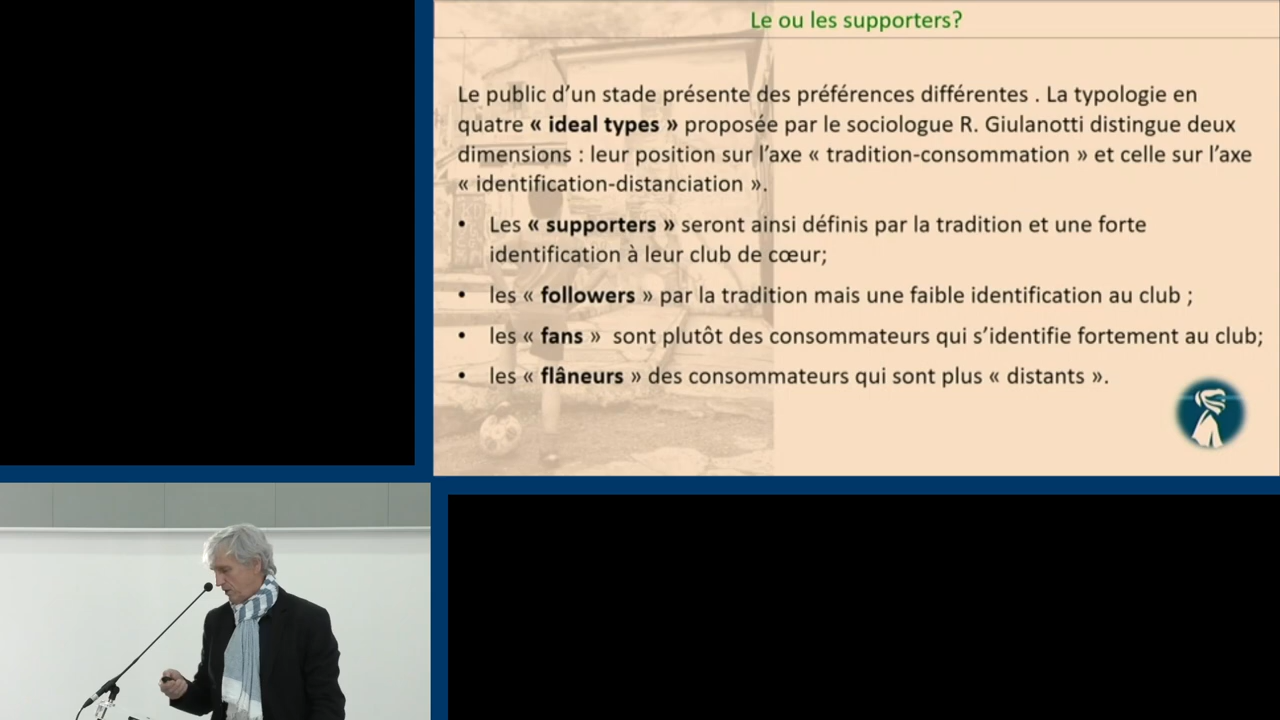 Le ou les supporters?
Le public d’un stade présente des préférences différentes . La typologie en
quatre « ideal types » proposée par le sociologue R. Giulanotti distingue deux
dimensions : leur position sur l’axe « tradition-consommation » et celle sur l’axe
« identification-distanciation ».
• Les « supporters » seront ainsi définis par la tradition et une forte
identification à leur club de cœur;
• les « followers » par la tradition mais une faible identification au club ;
• les « fans » sont plutôt des consommateurs qui s’identifie fortement au club;
• les « flâneurs » des consommateurs qui sont plus « distants ».